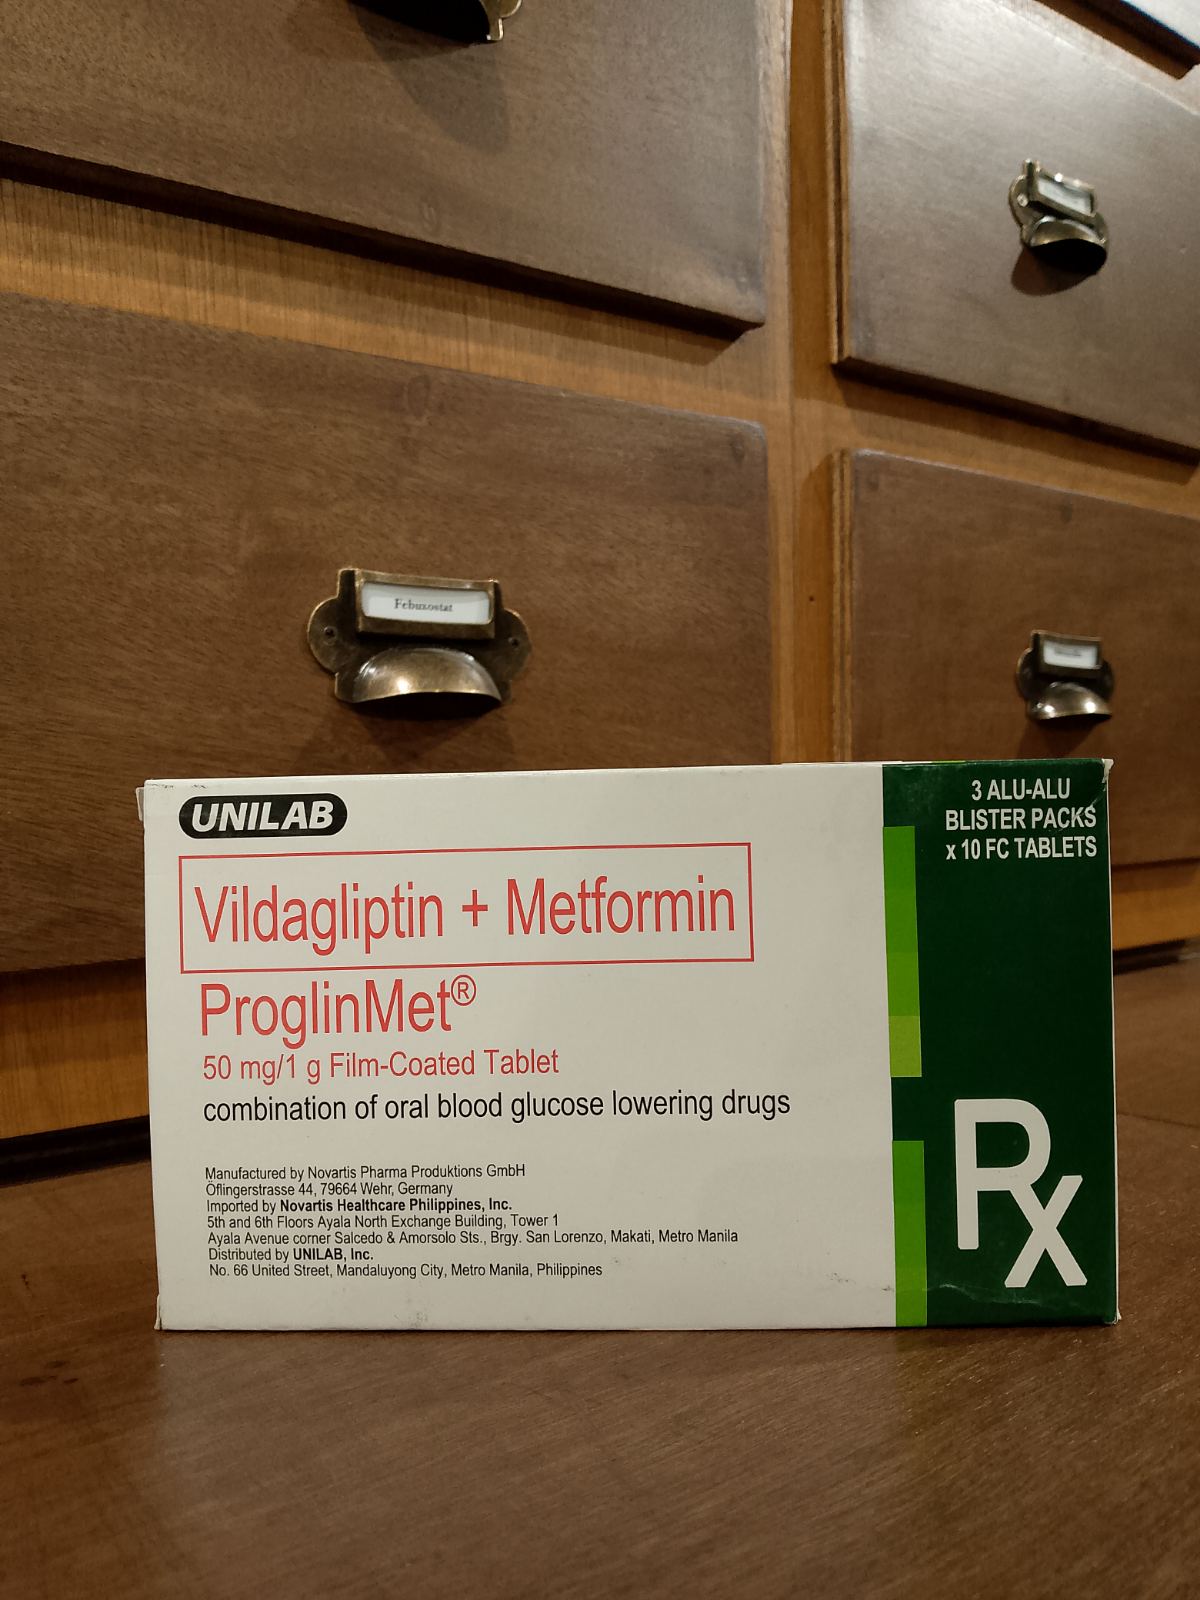 Febuxostat
UNILAB
3 ALU-ALU
BLISTER PACKS
x 10 FC TABLETS
Vildagliptin + Metformin
ProglinMet®
50 mg/1 g Film-Coated Tablet
combination of oral blood glucose lowering drugs
Manufactured by Novartis Pharma Produktions GmbH
Öflingerstrasse 44, 79664 Wehr, Germany
Imported by Novartis Healthcare Philippines, Inc.
5th and 6th Floors Ayala North Exchange Building, Tower 1
Ayala Avenue corner Salcedo & Amorsolo Sts., Brgy. San Lorenzo, Makati, Metro Manila
Distributed by UNILAB, Inc.
No. 66 United Street, Mandaluyong City, Metro Manila, Philippines
Rx